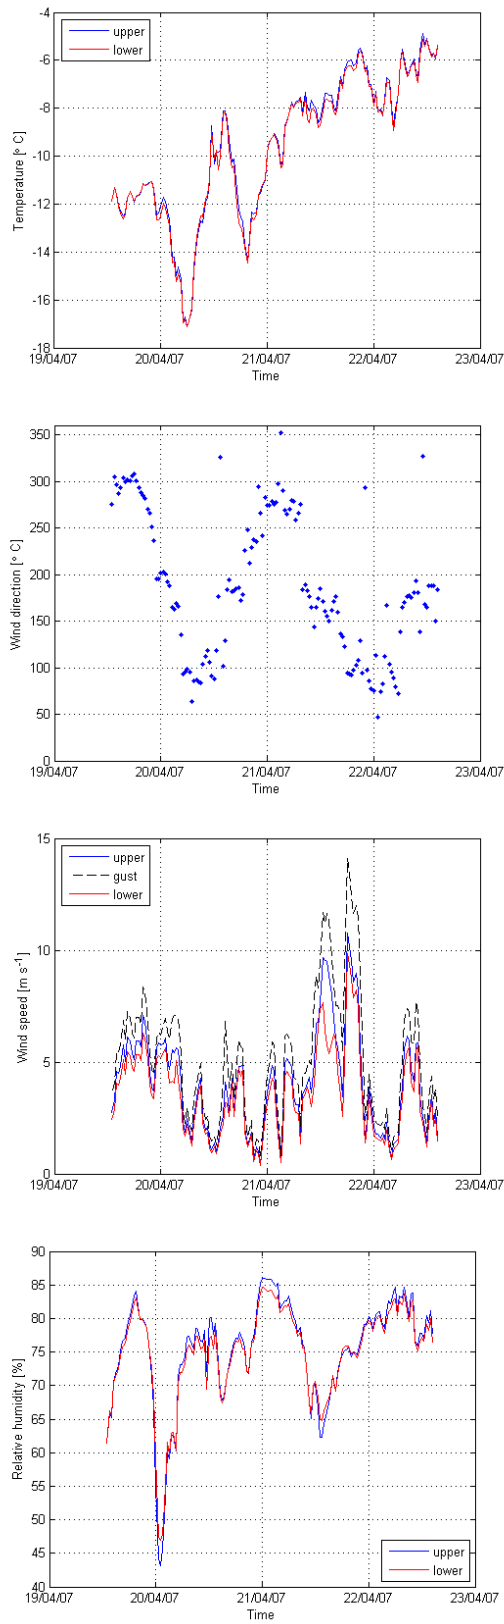 -4
-6
-8
-10
-12
-14
-16
-18
Temperature [° C]
upper
lower
19/04/07 20/04/07 21/04/07 22/04/07 23/04/07
Time
350
300
250
200
150
100
50
0
Wind direction [° C]
19/04/07 20/04/07 21/04/07 22/04/07 23/04/07
Time
15
10
5
0
Wind speed [m s-1]
upper
gust
lower
19/04/07 20/04/07 21/04/07 22/04/07 23/04/07
Time
90
85
80
75
70
65
60
55
50
45
40
Relative humidity [%]
upper
lower
19/04/07 20/04/07 21/04/07 22/04/07 23/04/07
Time